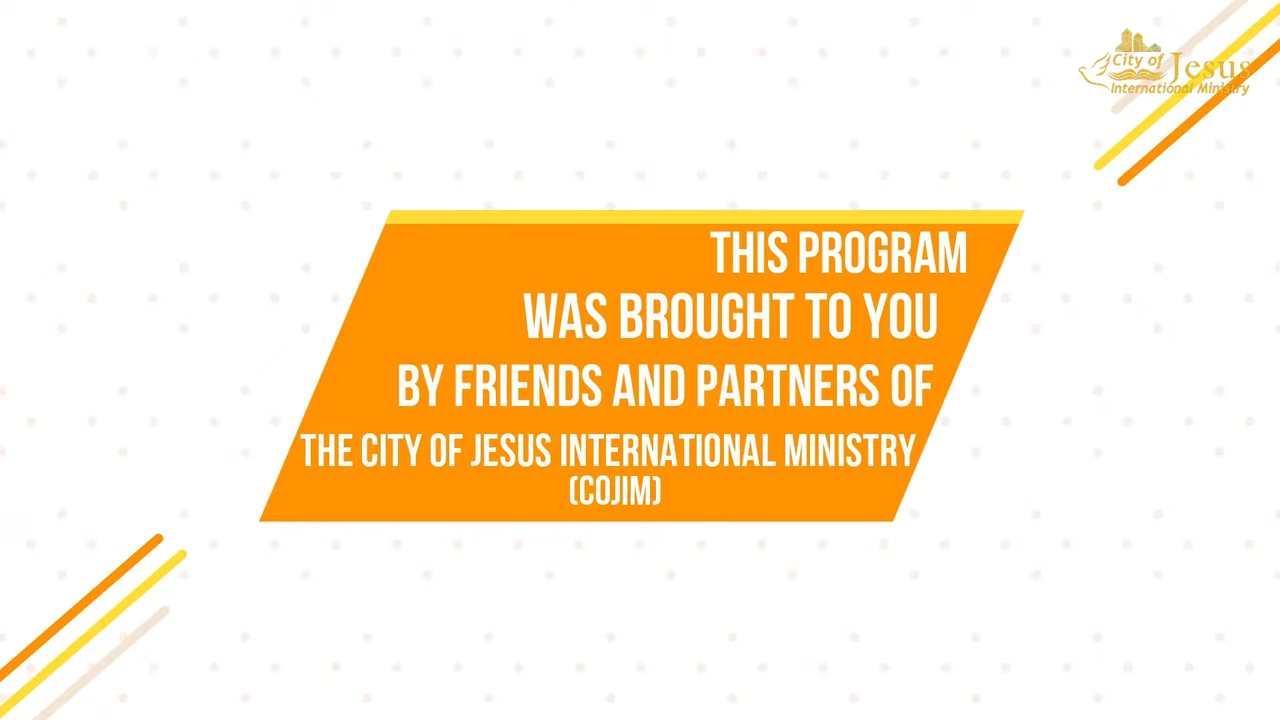 City of Jesus
International Ministry
THIS PROGRAM
WAS BROUGHT TO YOU
BY FRIENDS AND PARTNERS OF
THE CITY OF JESUS INTERNATIONAL MINISTRY
(COJIM)